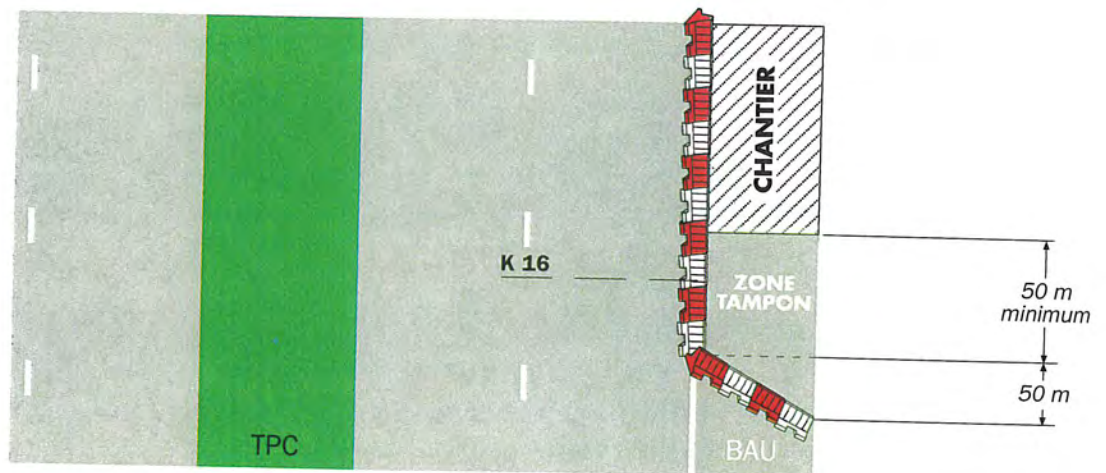 CHANTIER
K 16
ZONE
TAMPON
50 m
minimum
50 m
TPC
BAU